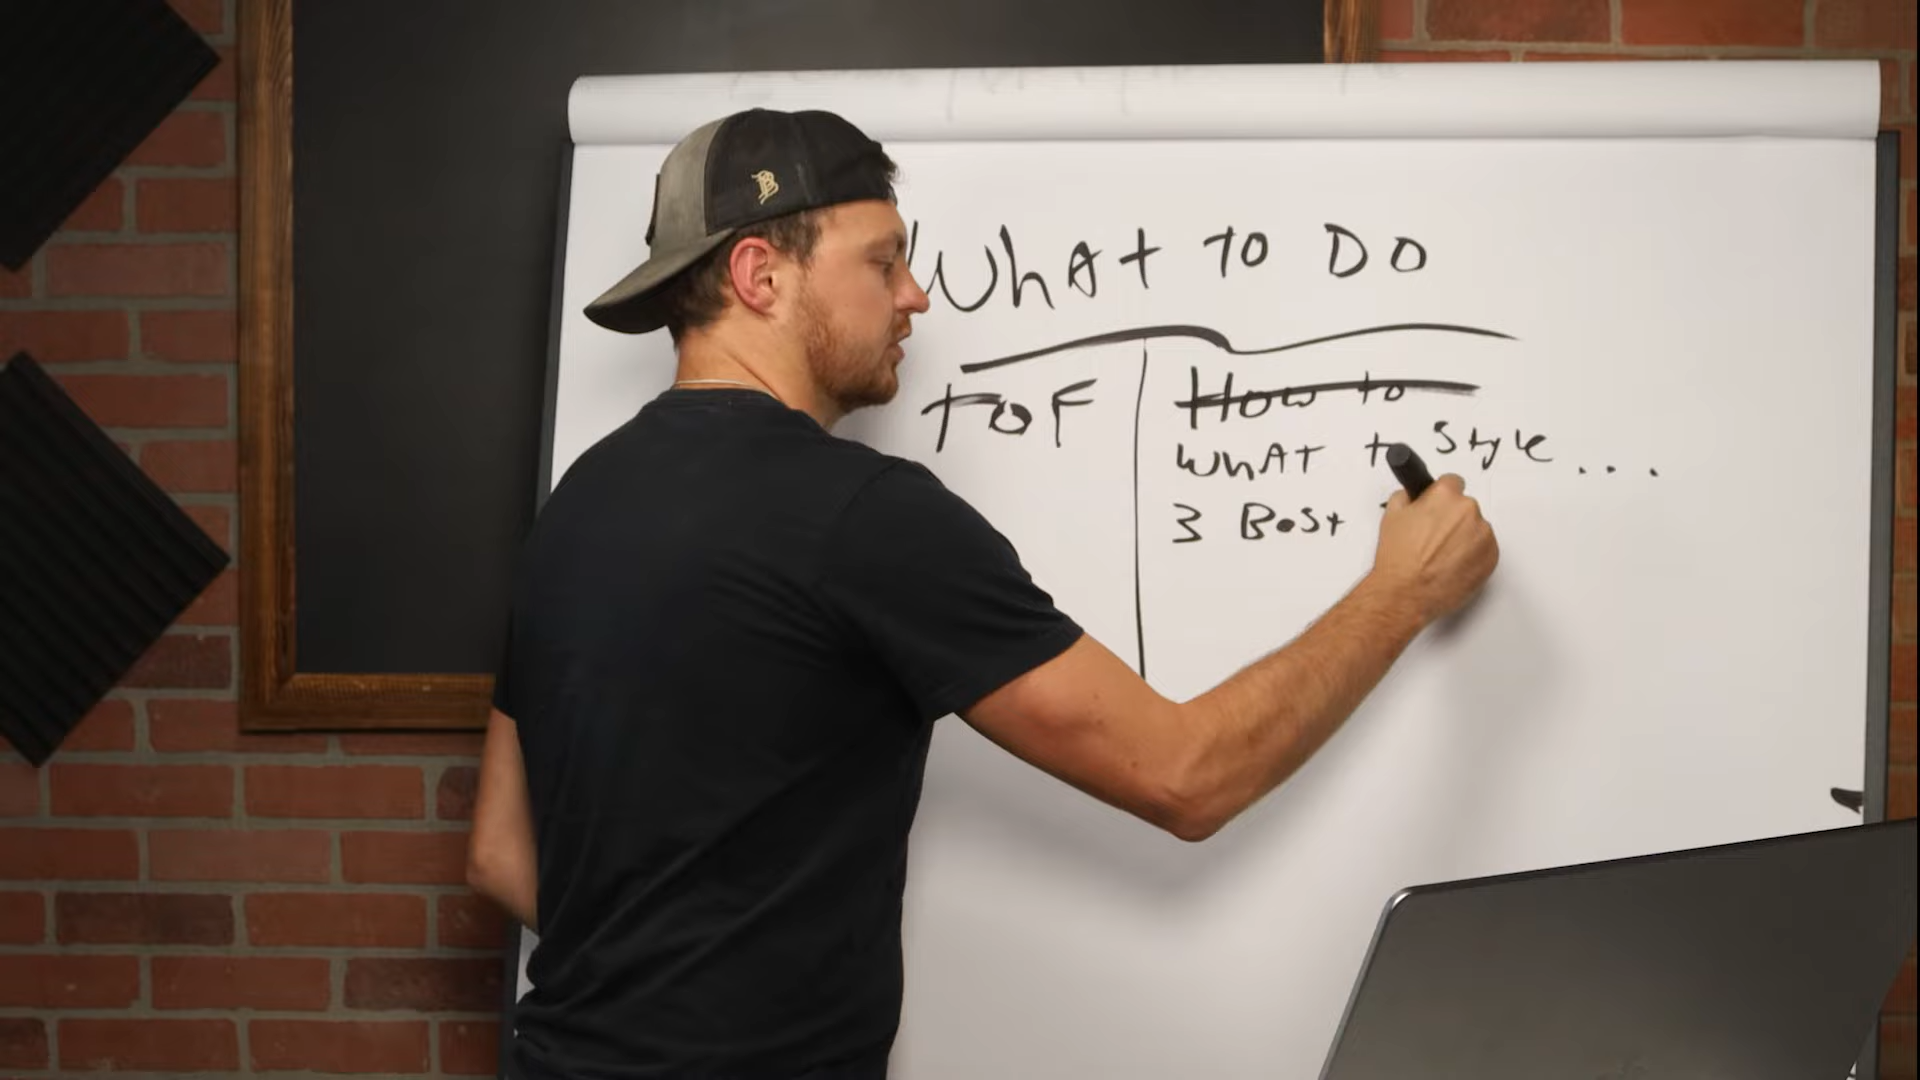 WhAt to Do
toF
How to
WhAT to Style...
3 Best
B